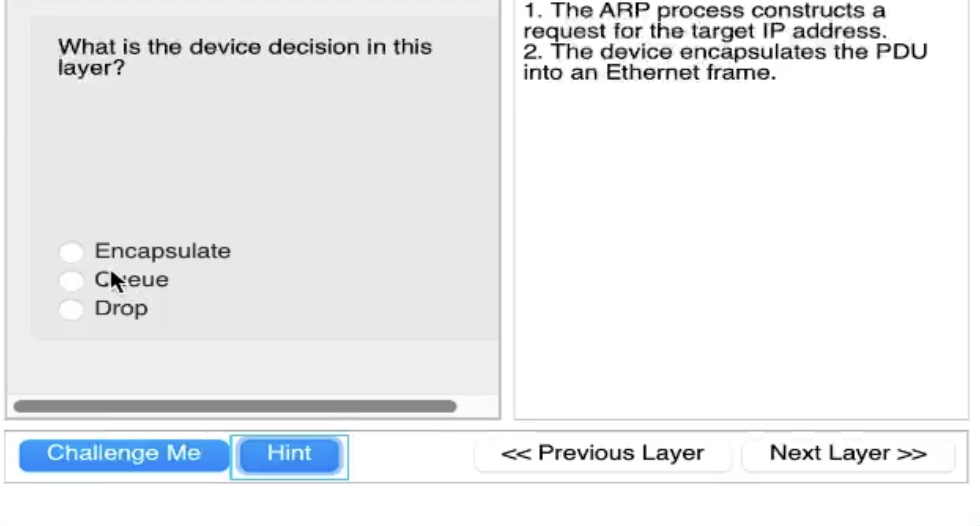 What is the device decision in this
layer?
Encapsulate
Queue
Drop
1. The ARP process constructs a
request for the target IP address.
2. The device encapsulates the PDU
into an Ethernet frame.
Challenge Me
Hint
<< Previous Layer
Next Layer >>